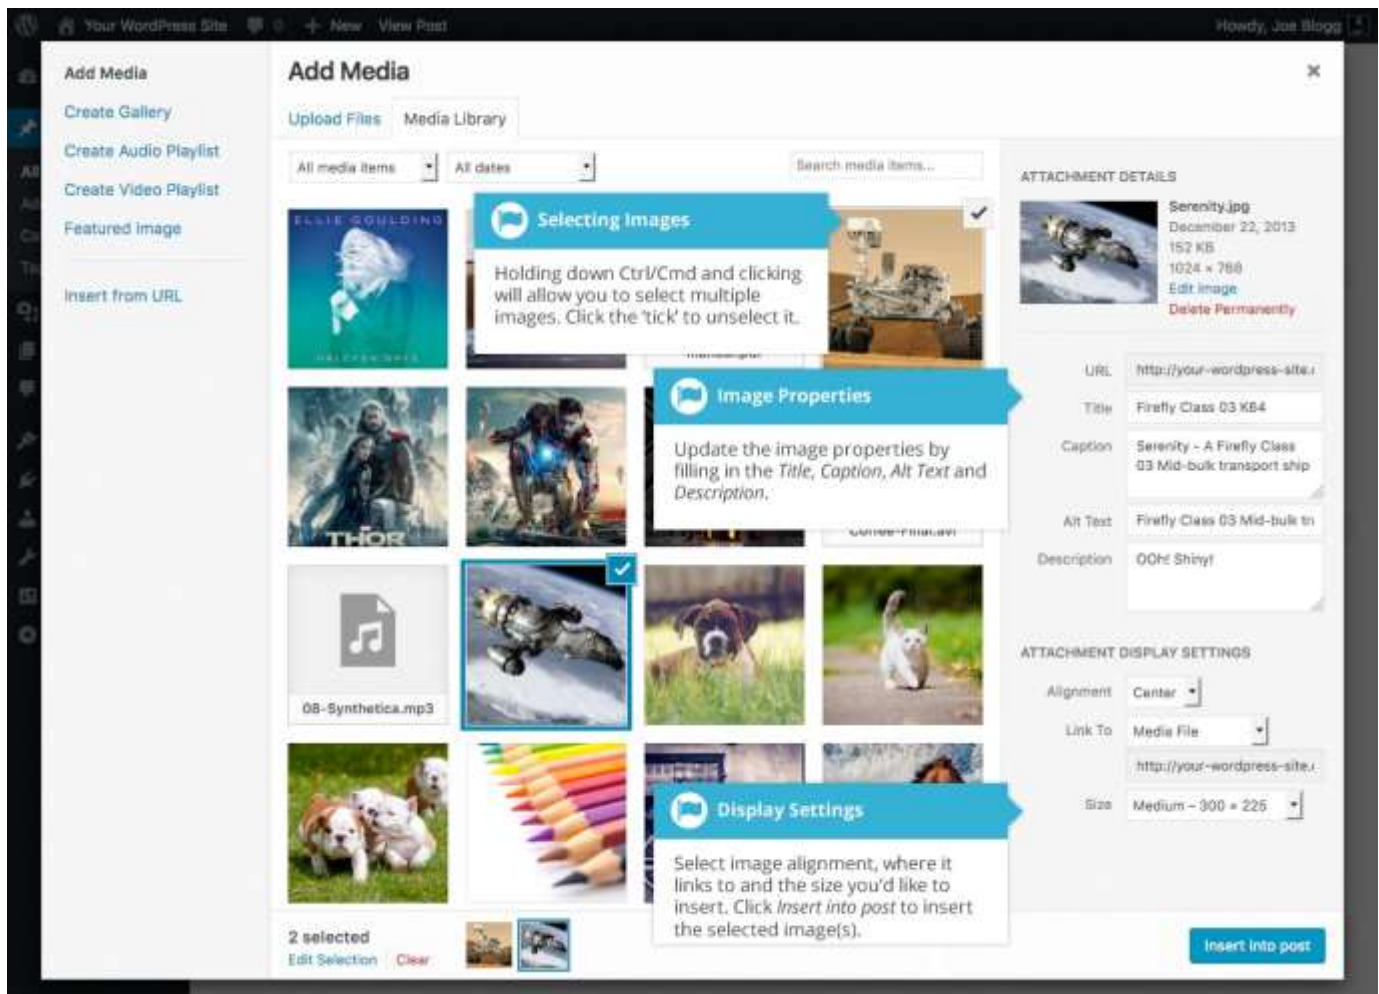 Your WordPress Site
0
New
View Post
Howdy, Joe Blogg
Add Media
Create Gallery
Create Audio Playlist
Create Video Playlist
Featured Image
Insert from URL
Add Media
Upload Files
Media Library
All media items
All dates
Search media items...
ELLIE GOULDING
HALCYON DAYS
Selecting Images
Holding down Ctrl/Cmd and clicking
will allow you to select multiple
images. Click the 'tick' to unselect it.
Image Properties
Update the image properties by
filling in the Title, Caption, Alt Text and
Description.
THOR
08-Synthetica.mp3
Display Settings
Select image alignment, where it
links to and the size you'd like to
insert. Click Insert into post to insert
the selected image(s).
2 selected
Edit Selection
Clear
ATTACHMENT DETAILS
Serenity.jpg
December 22, 2013
152 KB
1024 × 768
Edit Image
Delete Permanently
URL
http://your-wordpress-site.
Title
Firefly Class 03 K64
Caption
Serenity - A Firefly Class
03 Mid-bulk transport ship
Alt Text
Firefly Class 03 Mid-bulk tr
Description
OOh! Shiny!
ATTACHMENT DISPLAY SETTINGS
Alignment
Center
Link To
Media File
http://your-wordpress-site.
Size
Medium – 300 × 225
Insert into post